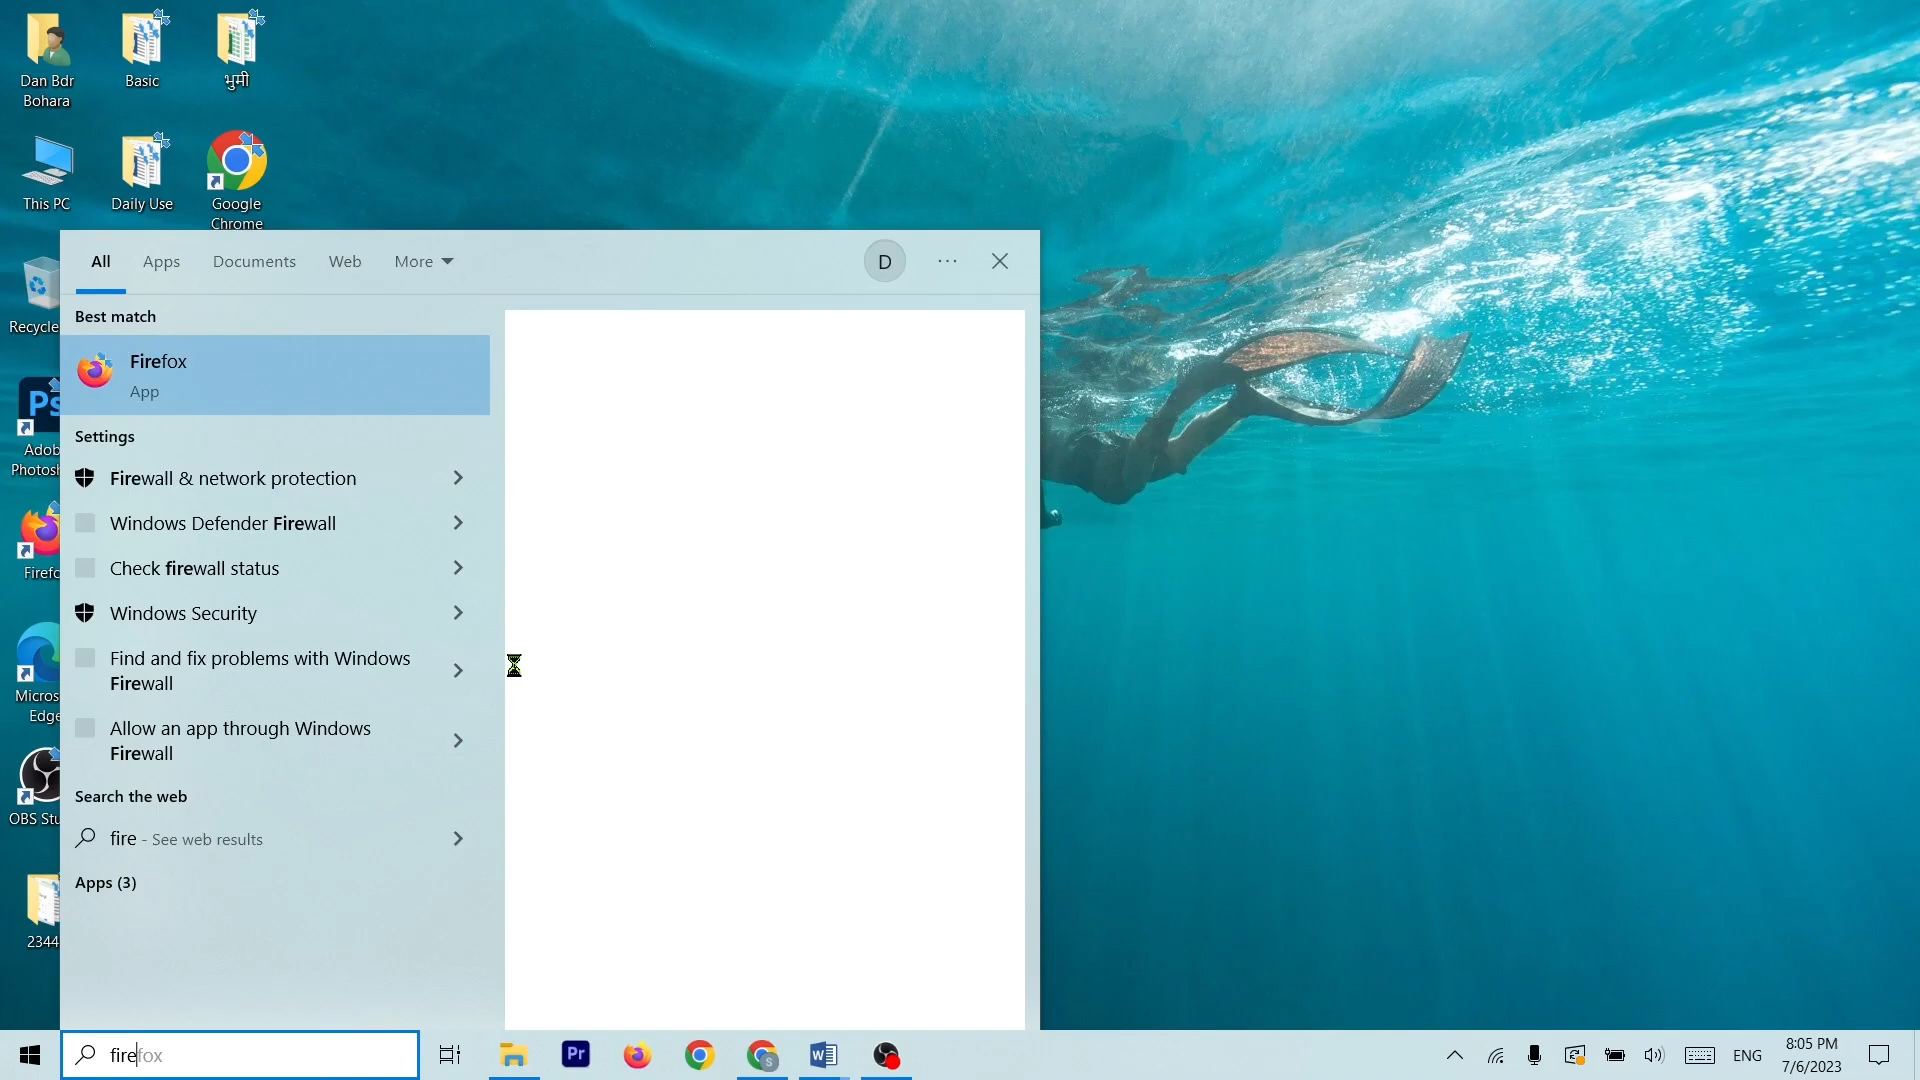 Dan Bdr
Bohara
Basic
भुमी
This PC
Daily Use
Google
Chrome
All
Apps
Documents
Web
More
D
Recycle
Best match
Firefox
App
Settings
Ps
Adob
Photosh
Firewall & network protection
Windows Defender Firewall
Check firewall status
Firefo
Windows Security
Find and fix problems with Windows
Firewall
Micros
Edge
Allow an app through Windows
Firewall
Search the web
OBS Stu
fire - See web results
Apps (3)
2344
firefox
Pr
S
W
ENG
8:05 PM
7/6/2023